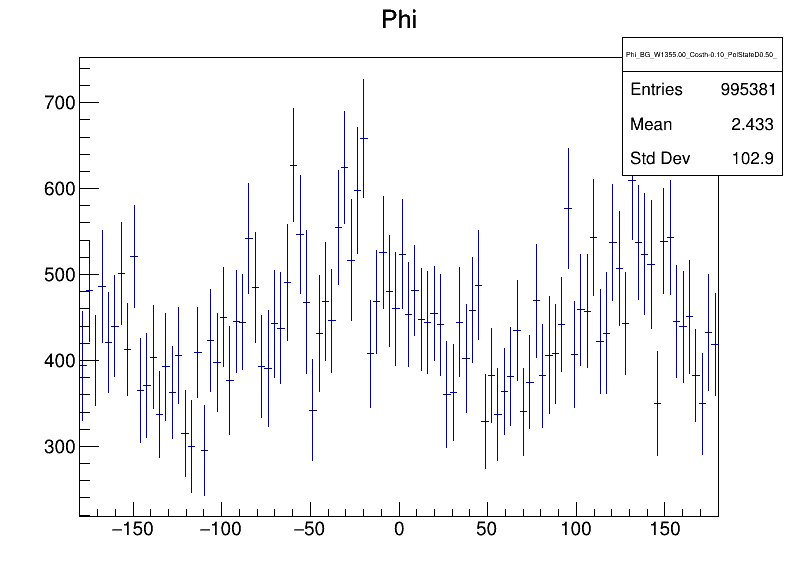 Phi
Phi_BG_W1355.00_Costh-0.10_PolStateD0.50_
Entries 995381
Mean 2.433
Std Dev 102.9
700
600
500
400
300
−150 −100 −50 0 50 100 150